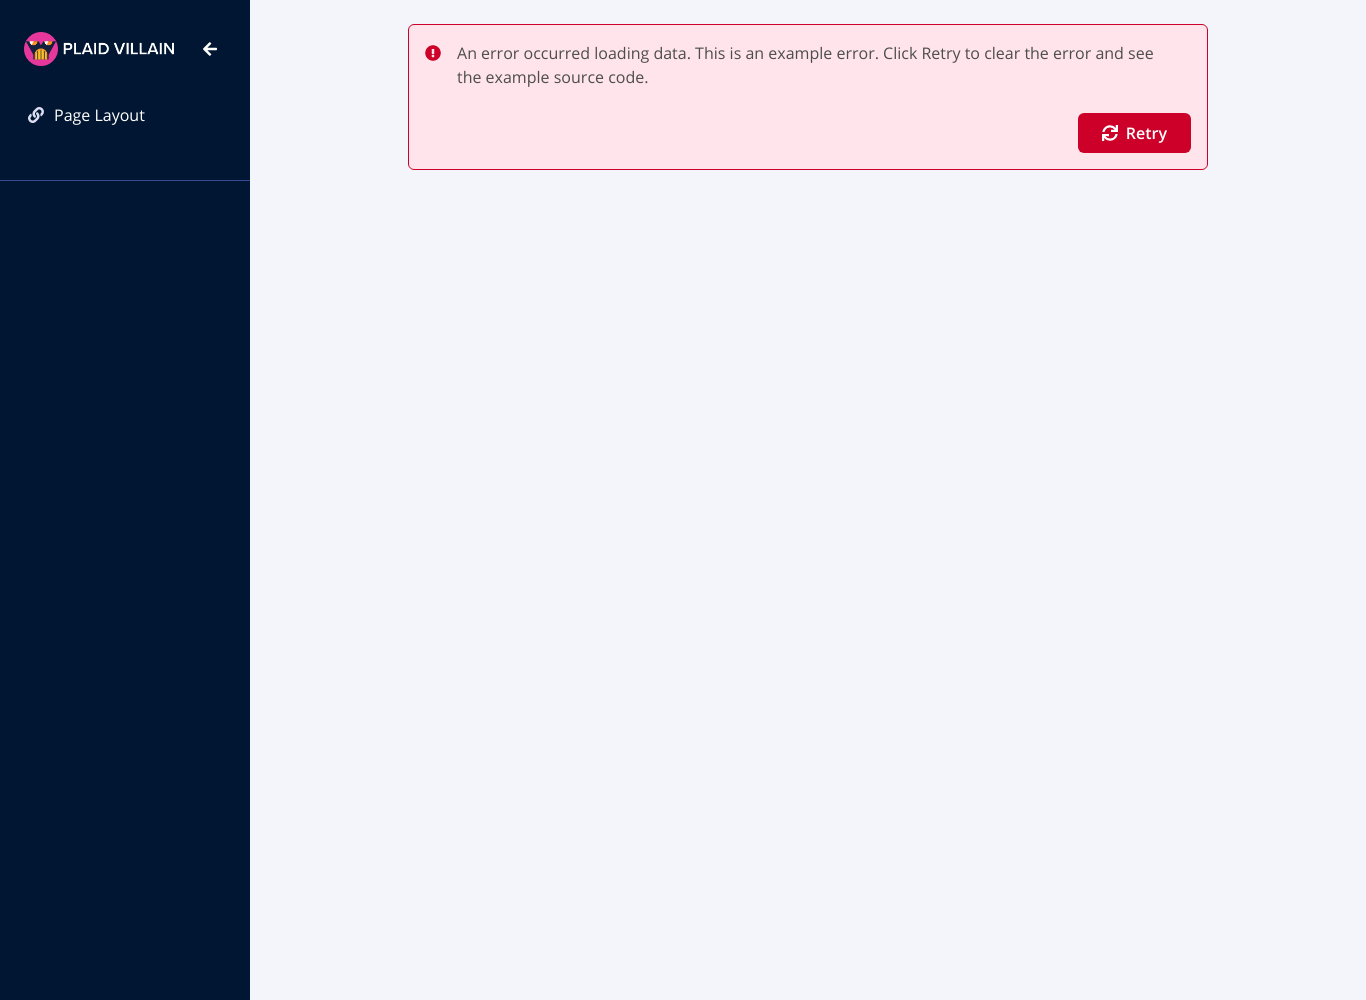 PLAID VILLAIN
Page Layout
An error occurred loading data. This is an example error. Click Retry to clear the error and see
the example source code.
Retry